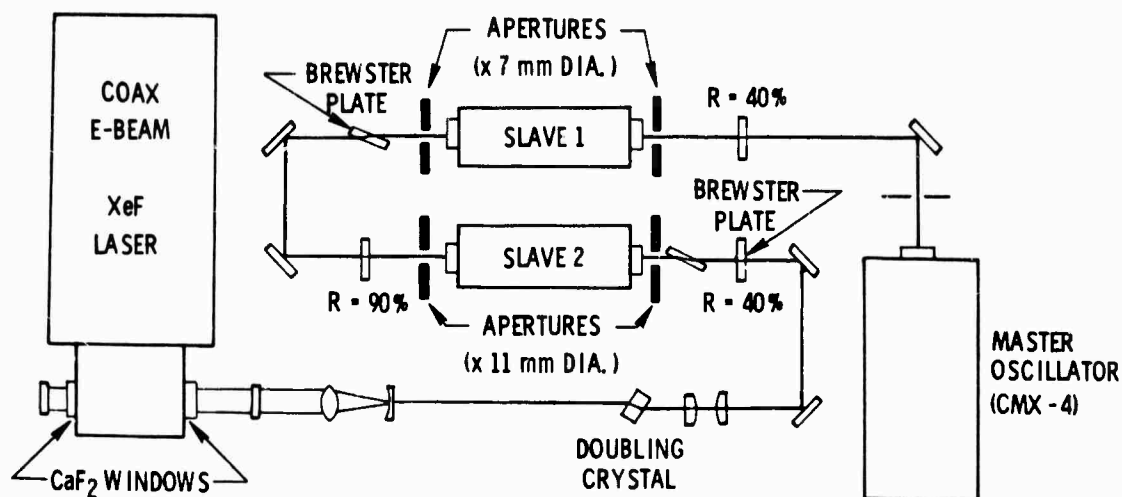 APERTURES
(x 7 mm DIA.)
BREWSTER
PLATE
R = 40%
COAX
E-BEAM
XeF
LASER
SLAVE 1
BREWSTER
PLATE
SLAVE 2
R = 90%
R = 40%
APERTURES
(x 11 mm DIA.)
MASTER
OSCILLATOR
(CMX-4)
DOUBLING
CRYSTAL
CaF2 WINDOWS